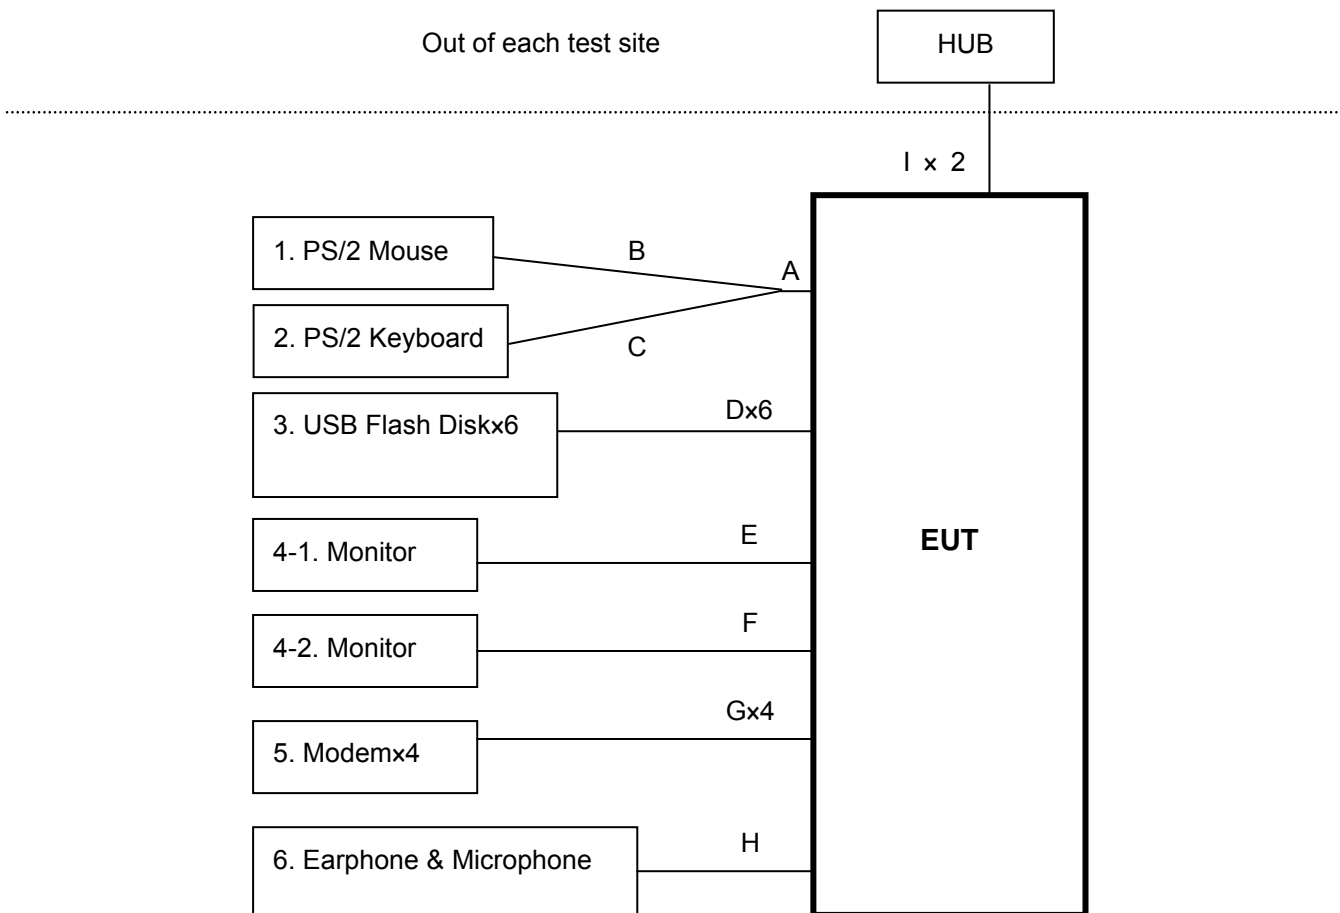 Out of each test site
HUB
I × 2
1. PS/2 Mouse
B
A
2. PS/2 Keyboard
C
3. USB Flash Disk×6
D×6
4-1. Monitor
E
EUT
4-2. Monitor
F
5. Modem×4
G×4
6. Earphone & Microphone
H